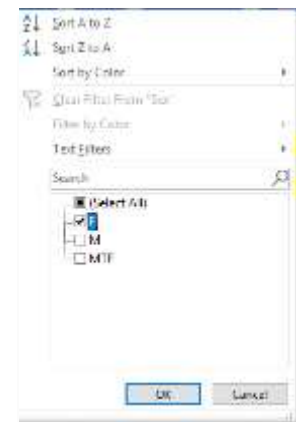 Sort A to Z
Sort Z to A
Sort by Color
Clear Filter From "Sex"
Filter by Color
Text Filters
Search
(Select All)
F
M
MTF
OK
Cancel